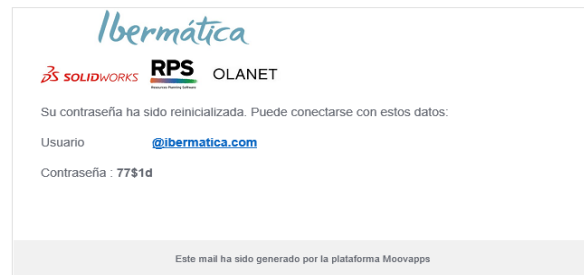 Ibermática
3S SOLIDWORKS RPS OLANET
Resources Planning Software
Su contraseña ha sido reinicializada. Puede conectarse con estos datos:
Usuario @ibermatica.com
Contraseña : 77$1d
Este mail ha sido generado por la plataforma Moovapps